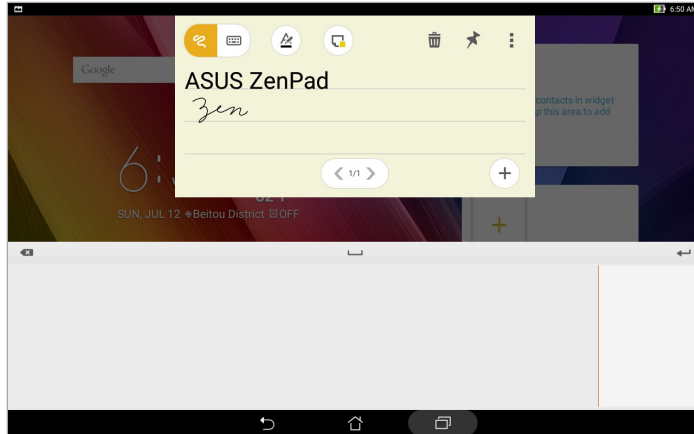 6:50 AM
ASUS ZenPad
Zen
1/1
Google
contacts in widget
p this area to add
6:
SUN, JUL 12 Beitou District OFF